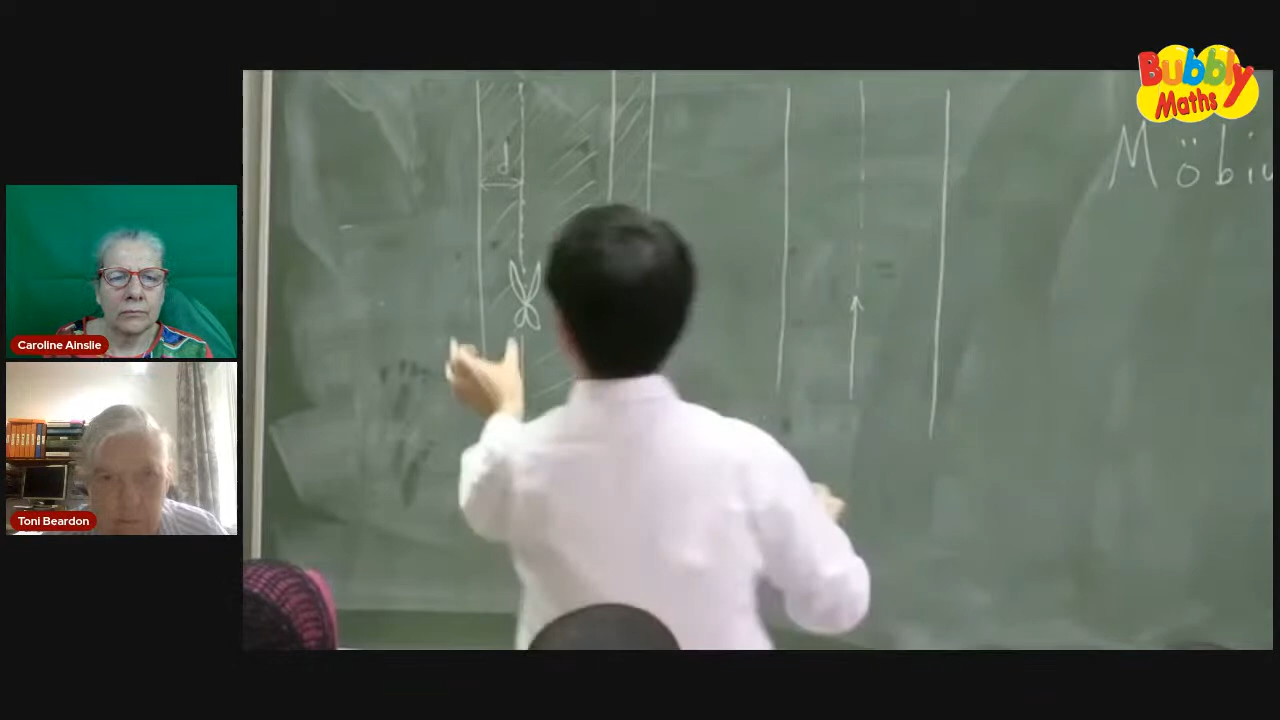 Bubbly
Maths
d
Möbiu
Caroline Ainslie
Toni Beardon